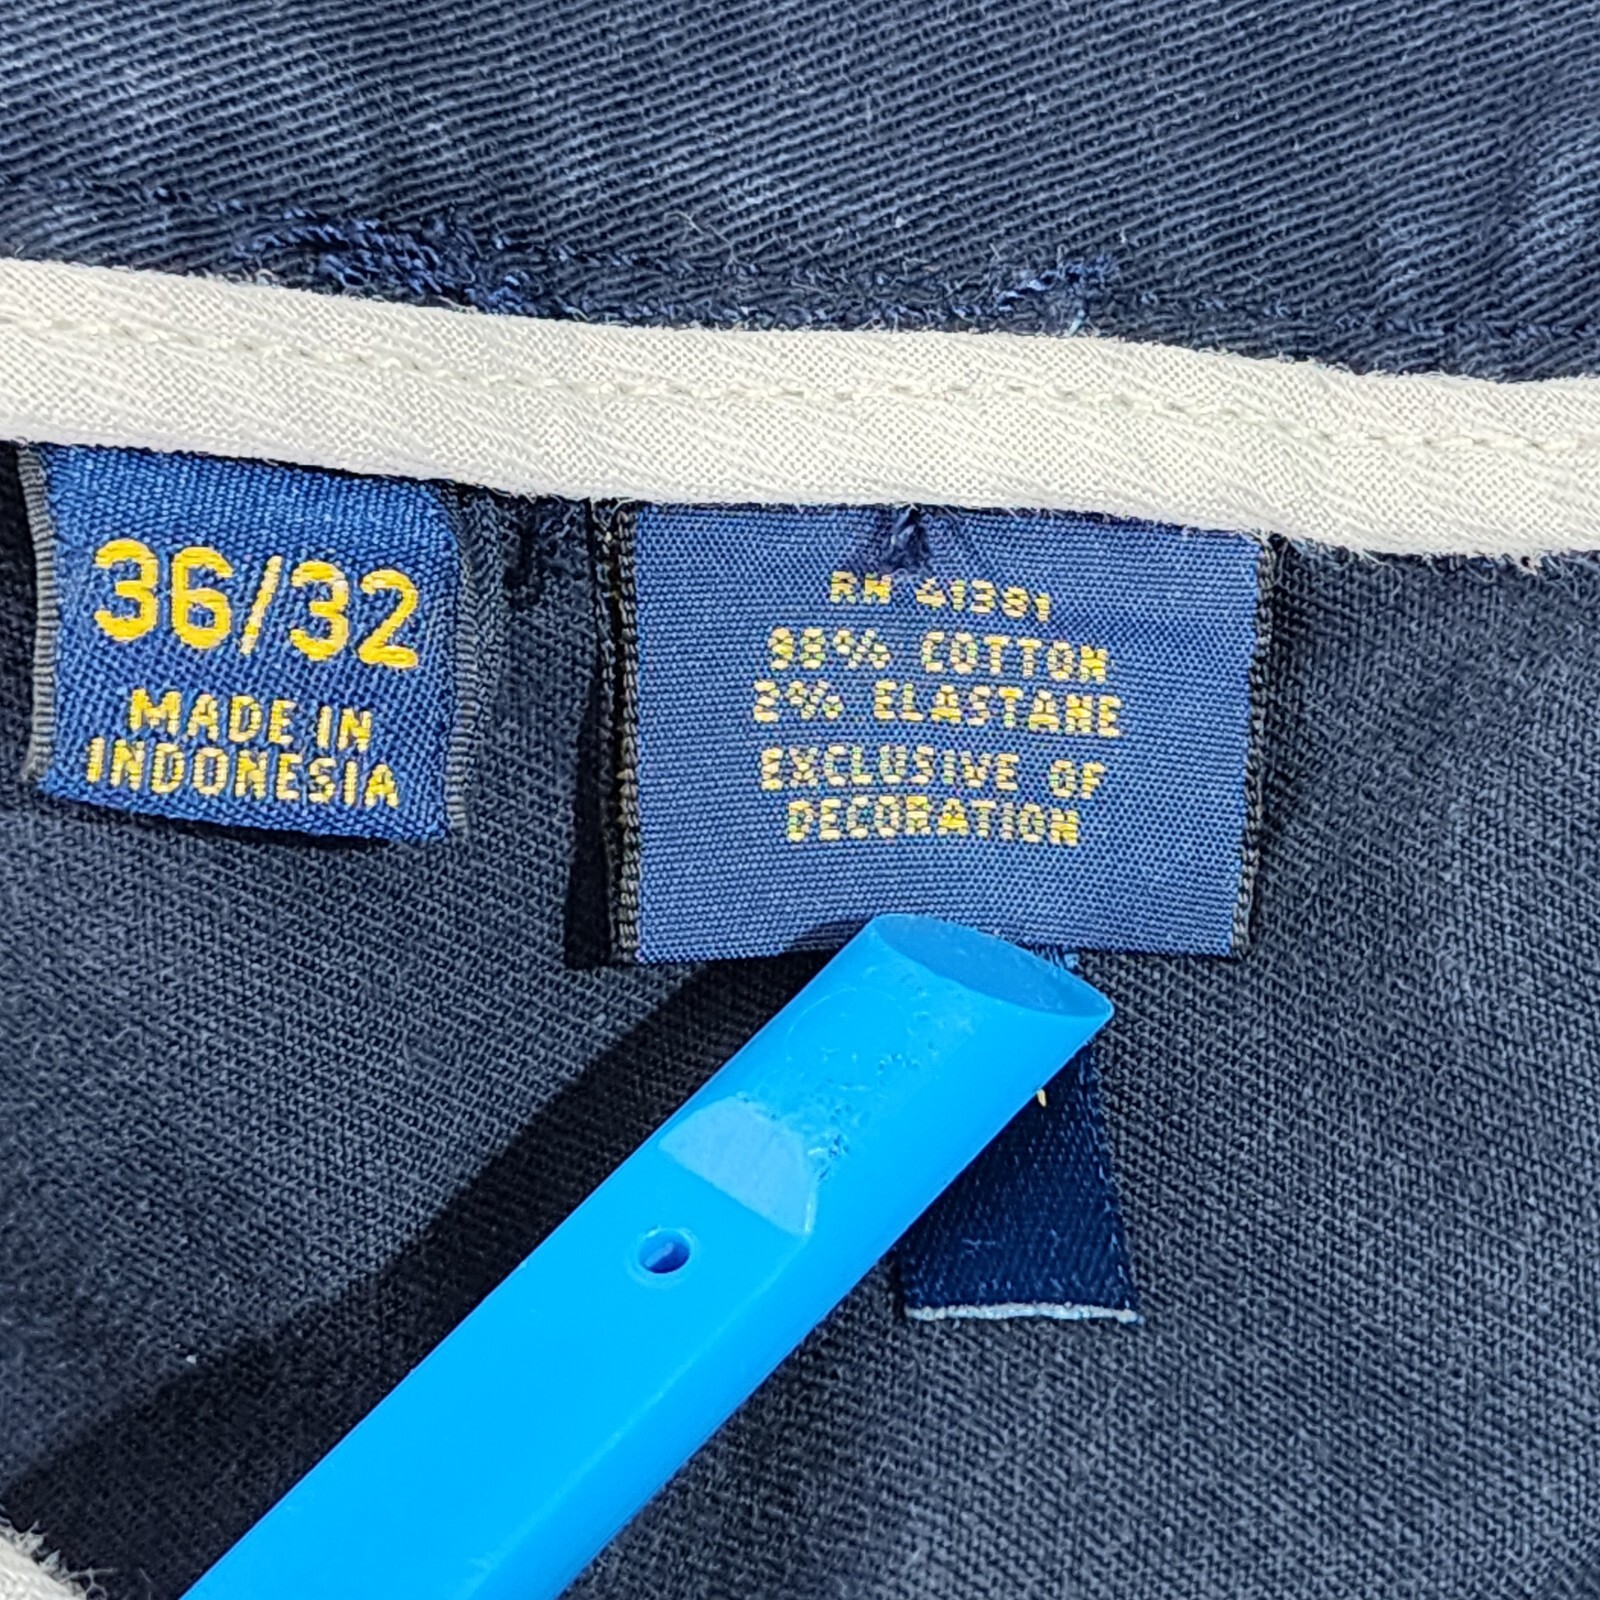 36/32
MADE IN
INDONESIA
RN 41381
98% COTTON
2% ELASTANE
EXCLUSIVE OF
DECORATION